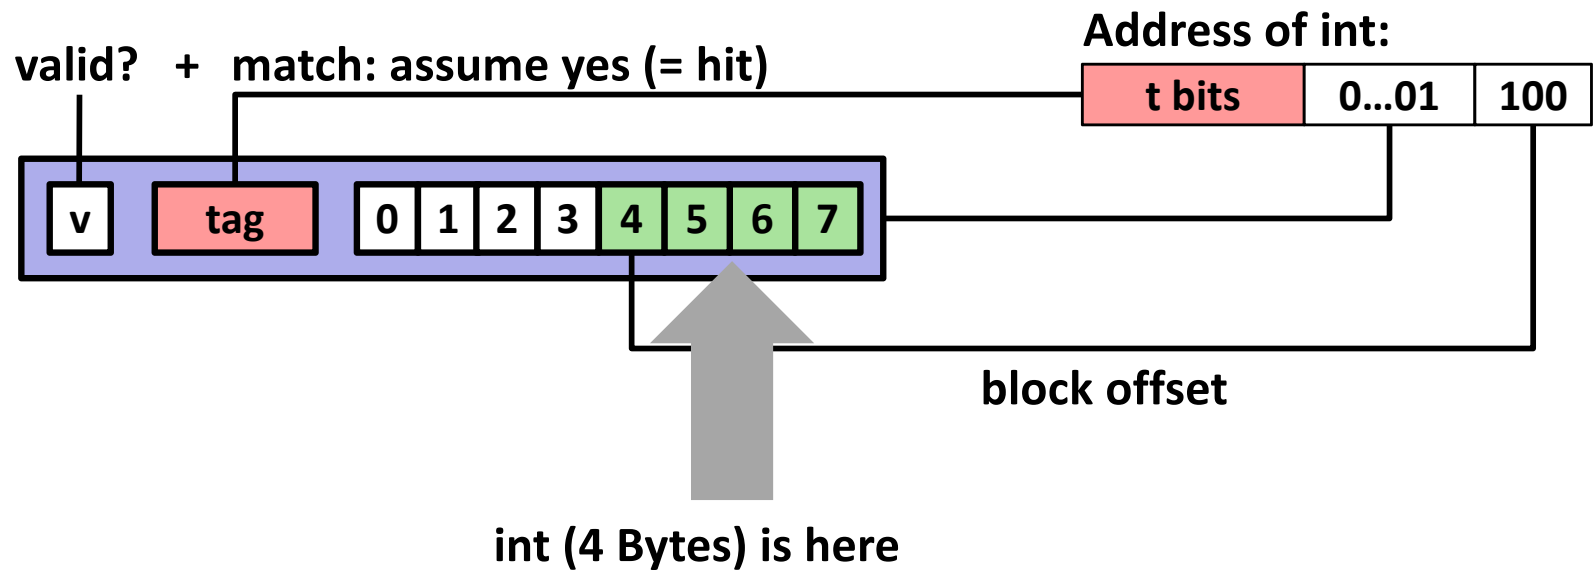 Address of int:
valid? + match: assume yes (= hit)
t bits 0...01 100
v tag 0 1 2 3 4 5 6 7
block offset
int (4 Bytes) is here